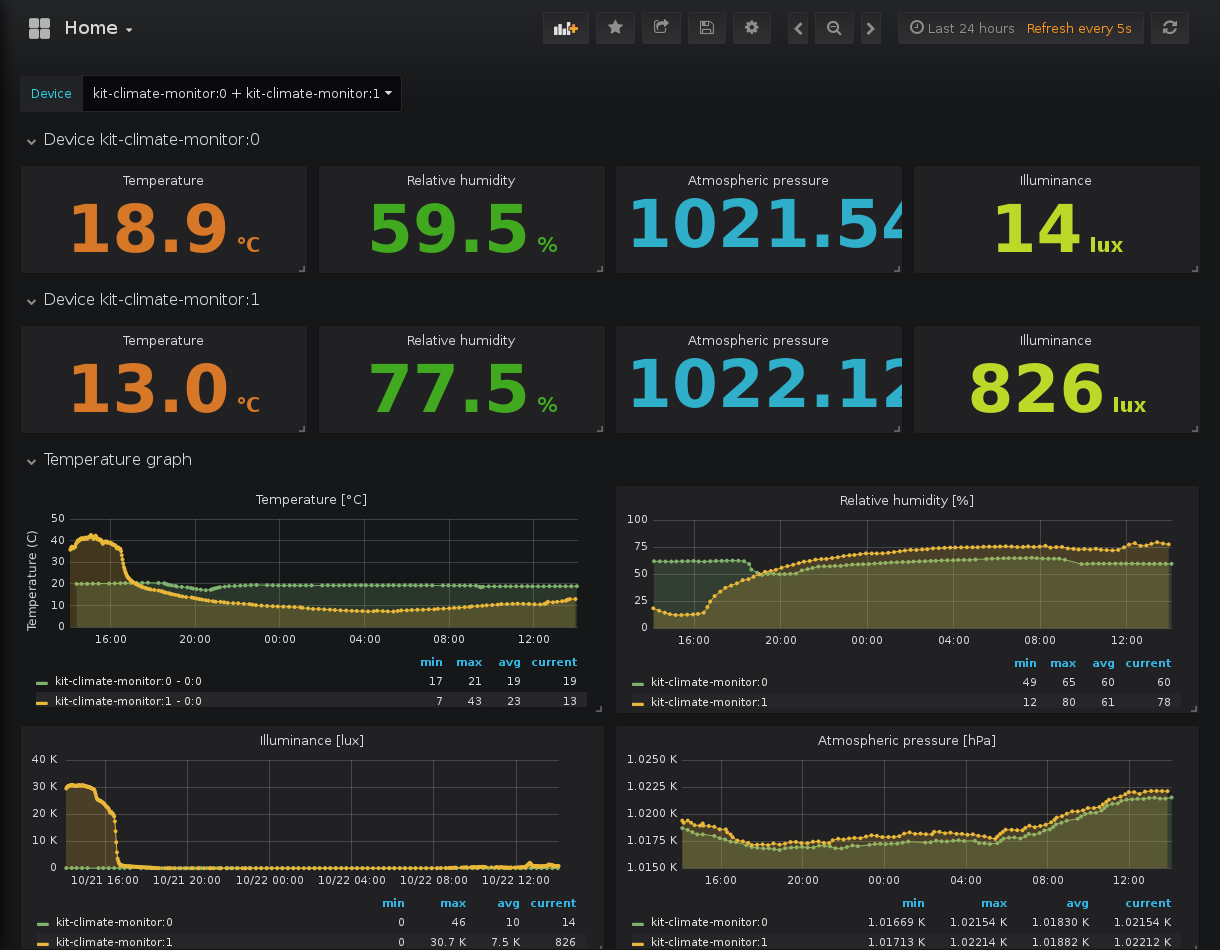 Home
Last 24 hours Refresh every 5s
Device kit-climate-monitor:0 + kit-climate-monitor:1
Device kit-climate-monitor:0
Temperature Relative humidity Atmospheric pressure Illuminance
18.9 °C 59.5 % 1021.54 14 lux
Device kit-climate-monitor:1
Temperature Relative humidity Atmospheric pressure Illuminance
13.0 °C 77.5 % 1022.12 826 lux
Temperature graph
Temperature [°C]
Temperature (C)
50
40
30
20
10
0
16:00 20:00 00:00 04:00 08:00 12:00
min max avg current
kit-climate-monitor:0 - 0:0 17 21 19 19
kit-climate-monitor:1 - 0:0 7 43 23 13
Relative humidity [%]
100
75
50
25
0
16:00 20:00 00:00 04:00 08:00 12:00
min max avg current
kit-climate-monitor:0 49 65 60 60
kit-climate-monitor:1 12 80 61 78
Illuminance [lux]
40 K
30 K
20 K
10 K
0
10/21 16:00 10/21 20:00 10/22 00:00 10/22 04:00 10/22 08:00 10/22 12:00
min max avg current
kit-climate-monitor:0 0 46 10 14
kit-climate-monitor:1 0 30.7 K 7.5 K 826
Atmospheric pressure [hPa]
1.0250 K
1.0225 K
1.0200 K
1.0175 K
1.0150 K
16:00 20:00 00:00 04:00 08:00 12:00
min max avg current
kit-climate-monitor:0 1.01669 K 1.02154 K 1.01830 K 1.02154 K
kit-climate-monitor:1 1.01713 K 1.02214 K 1.01882 K 1.02212 K